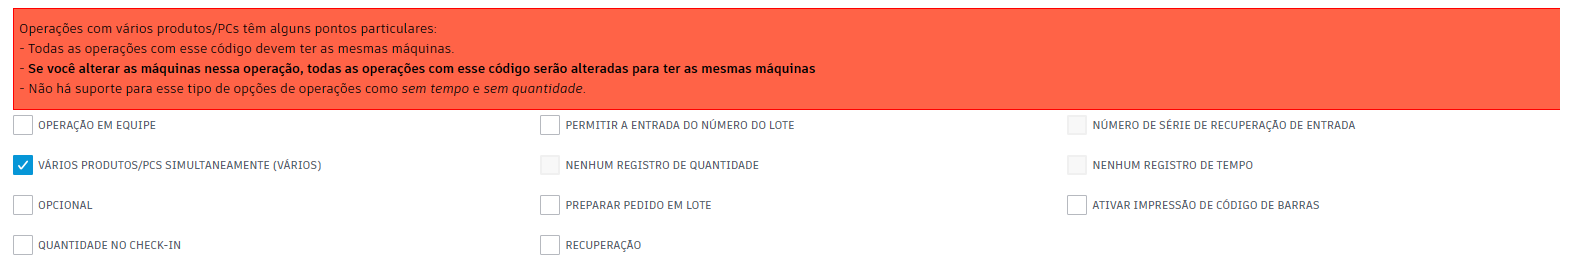 Operações com vários produtos/PCs têm alguns pontos particulares:
- Todas as operações com esse código devem ter as mesmas máquinas.
- Se você alterar as máquinas nessa operação, todas as operações com esse código serão alteradas para ter as mesmas máquinas
- Não há suporte para esse tipo de opções de operações como sem tempo e sem quantidade.
OPERAÇÃO EM EQUIPE
PERMITIR A ENTRADA DO NÚMERO DO LOTE
NÚMERO DE SÉRIE DE RECUPERAÇÃO DE ENTRADA
VÁRIOS PRODUTOS/PCS SIMULTANEAMENTE (VÁRIOS)
NENHUM REGISTRO DE QUANTIDADE
NENHUM REGISTRO DE TEMPO
OPCIONAL
PREPARAR PEDIDO EM LOTE
ATIVAR IMPRESSÃO DE CÓDIGO DE BARRAS
QUANTIDADE NO CHECK-IN
RECUPERAÇÃO